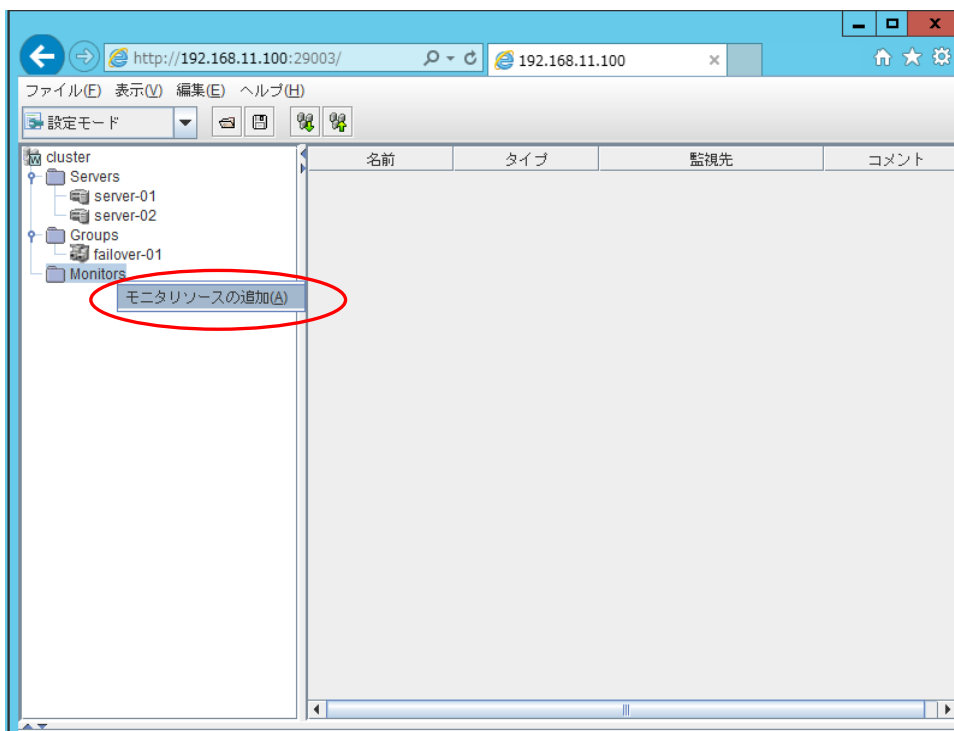 http://192.168.11.100:29003/
192.168.11.100
ファイル(F) 表示(V) 編集(E) ヘルプ(H)
設定モード
cluster
Servers
server-01
server-02
Groups
failover-01
Monitors
モニタリソースの追加(A)
名前 タイプ 監視先 コメント